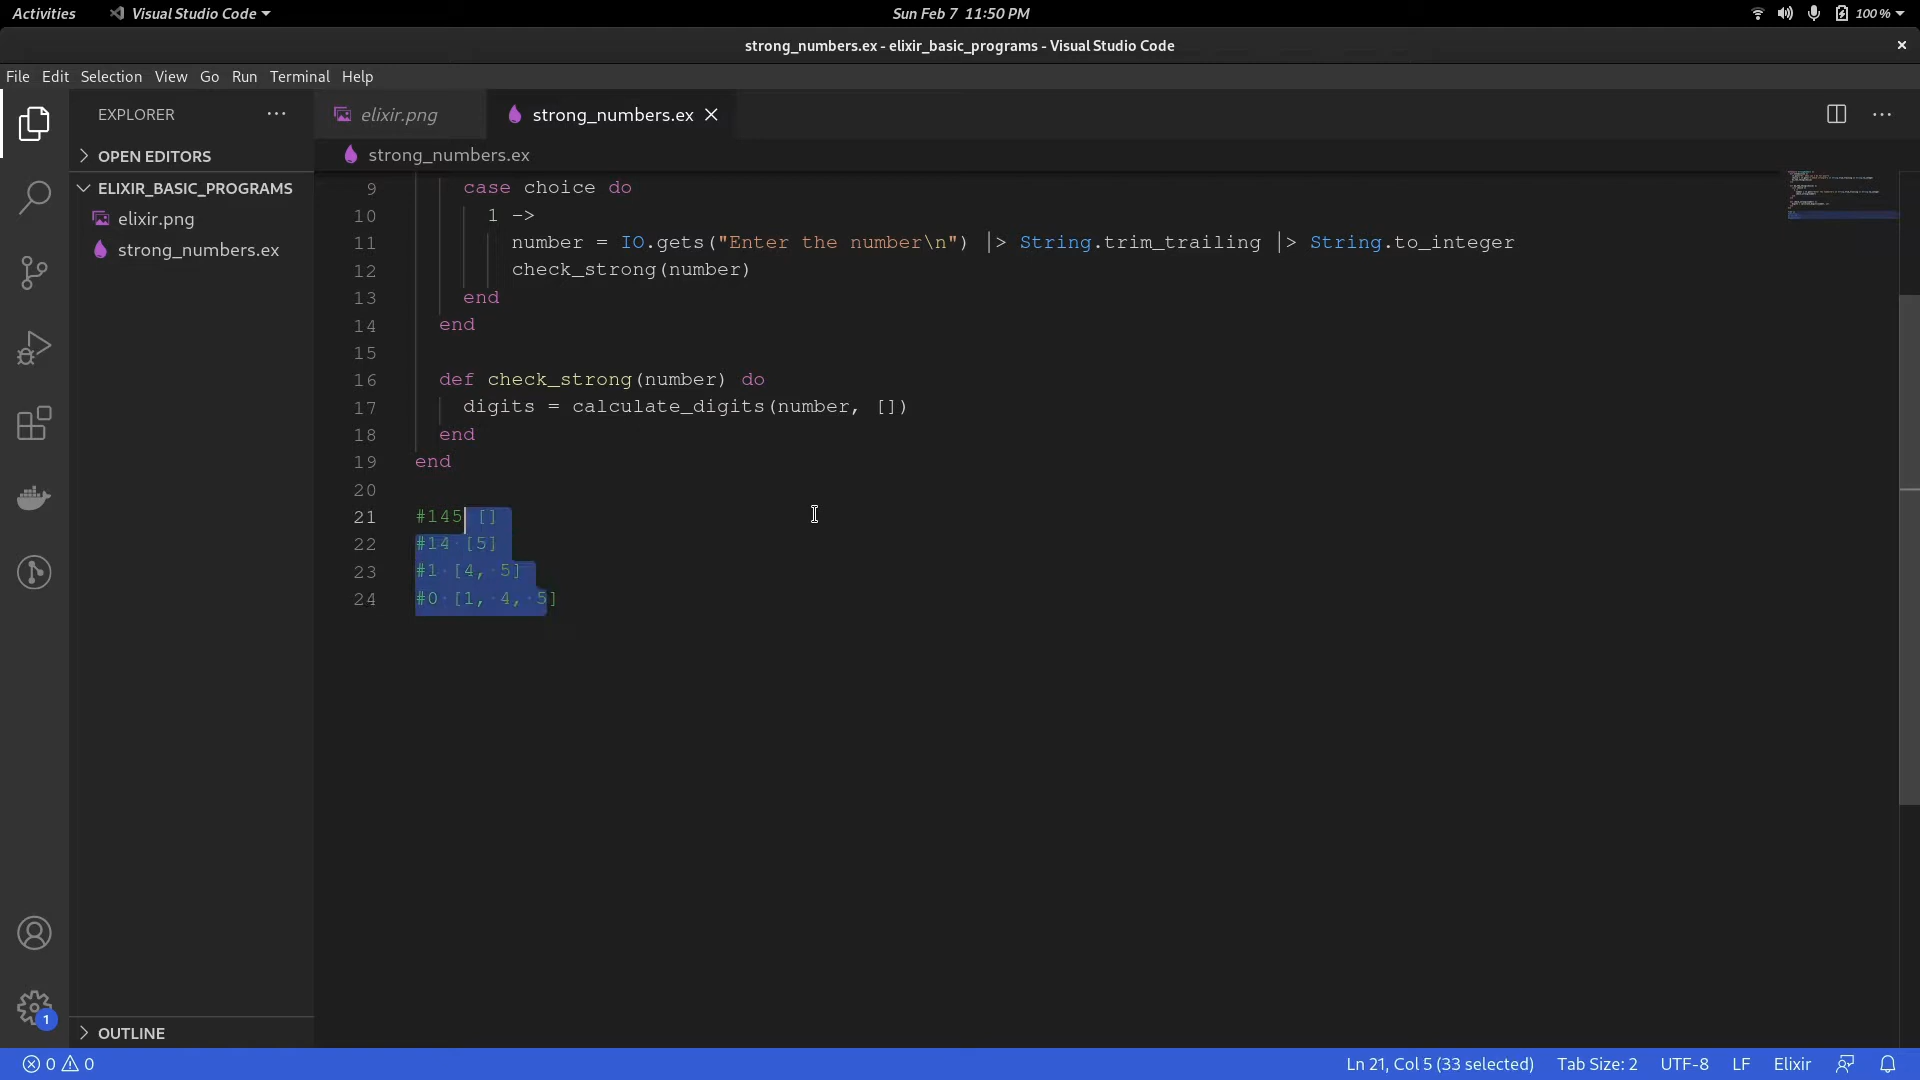 Activities
Visual Studio Code
Sun Feb 7 11:50 PM
100 %
strong_numbers.ex - elixir_basic_programs - Visual Studio Code
File Edit Selection View Go Run Terminal Help
EXPLORER
OPEN EDITORS
ELIXIR_BASIC_PROGRAMS
elixir.png
strong_numbers.ex
OUTLINE
1
elixir.png
strong_numbers.ex
strong_numbers.ex
9 case choice do
10 1 ->
11 number = IO.gets("Enter the number\n") |> String.trim_trailing |> String.to_integer
12 check_strong(number)
13 end
14 end
15
16 def check_strong(number) do
17 digits = calculate_digits(number, [])
18 end
19 end
20
21 #145 []
22 #14 [5]
23 #1 [4, 5]
24 #0 [1, 4, 5]
0 0
Ln 21, Col 5 (33 selected)
Tab Size: 2
UTF-8
LF
Elixir